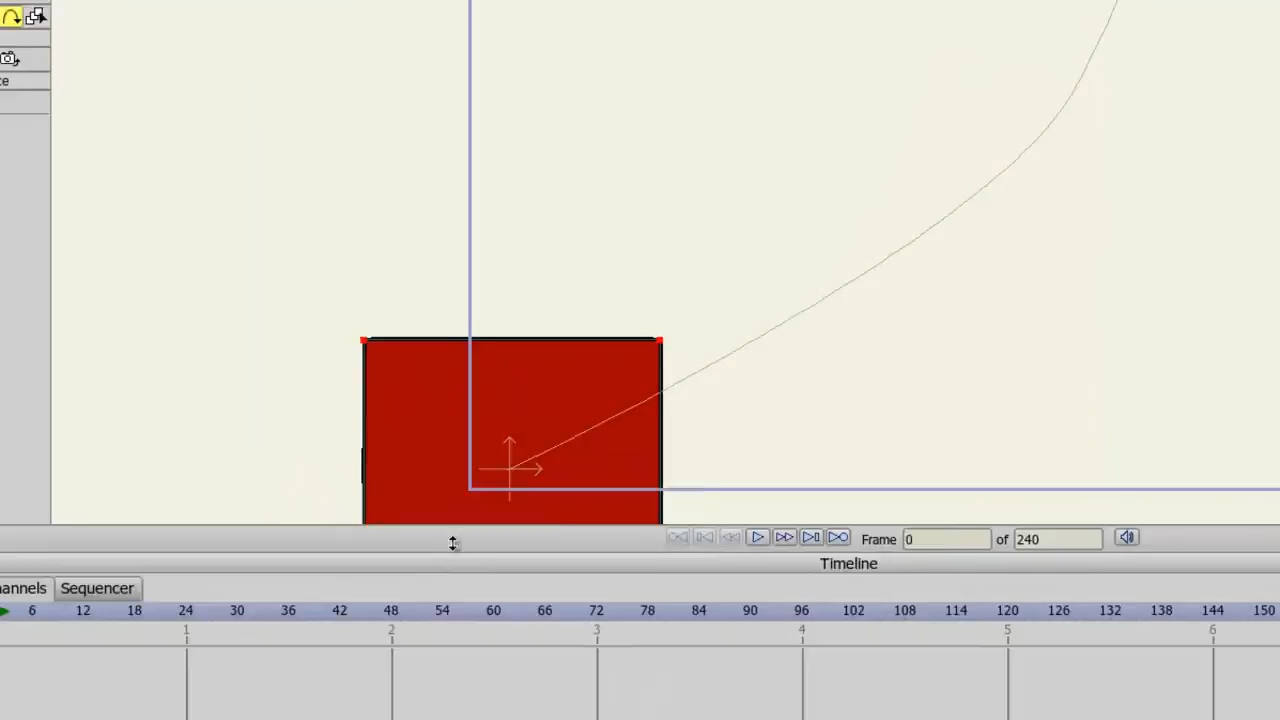 ce
Frame 0 of 240
Timeline
annels Sequencer
6 12 18 24 30 36 42 48 54 60 66 72 78 84 90 96 102 108 114 120 126 132 138 144 150
1 2 3 4 5 6